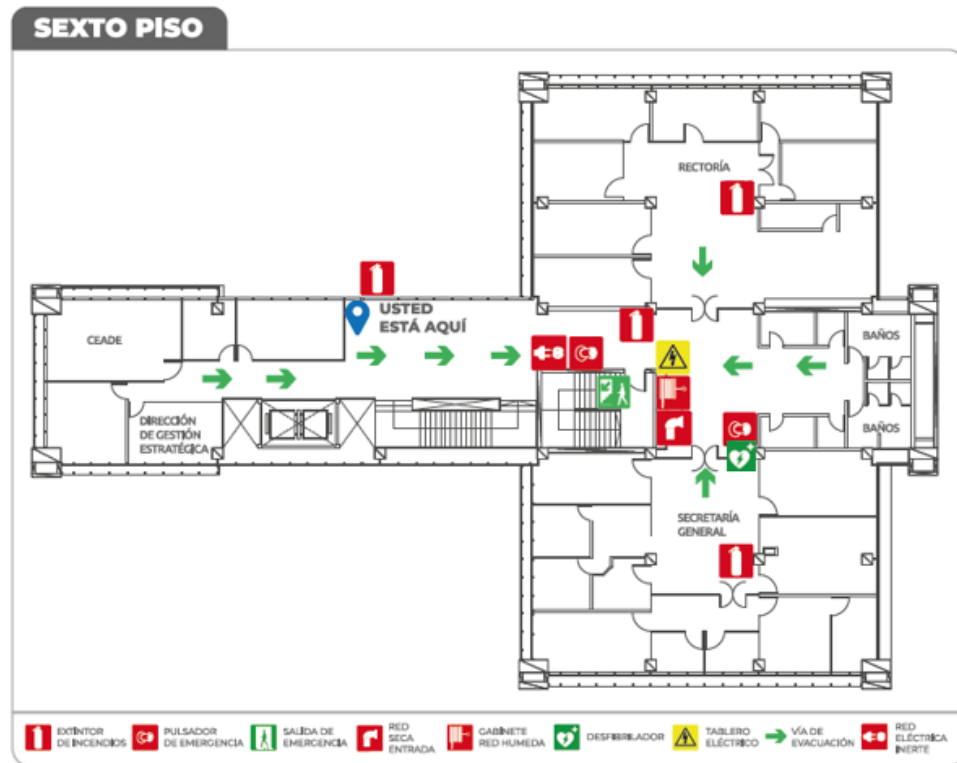 SEXTO PISO
RECTORÍA
USTED
ESTÁ AQUÍ
CEADE
BAÑOS
DIRECCIÓN
DE GESTIÓN
ESTRATÉGICA
BAÑOS
SECRETARÍA
GENERAL
EXTINTOR
DE INCENDIOS
PULSADOR
DE EMERGENCIA
SALIDA DE
EMERGENCIA
RED
SECA
ENTRADA
GABINETE
RED HUMEDA
DESFIBRILADOR
TABLERO
ELÉCTRICO
VÍA DE
EVACUACIÓN
RED
ELÉCTRICA
INERTE